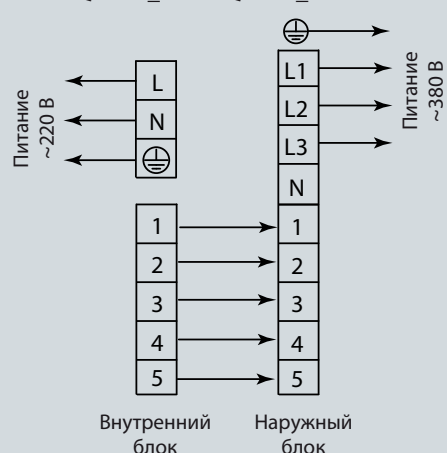 L
N
Питание
~220 В
L1
L2
L3
N
Питание
~380 В
1
2
3
4
5
1
2
3
4
5
Внутренний
блок
Наружный
блок